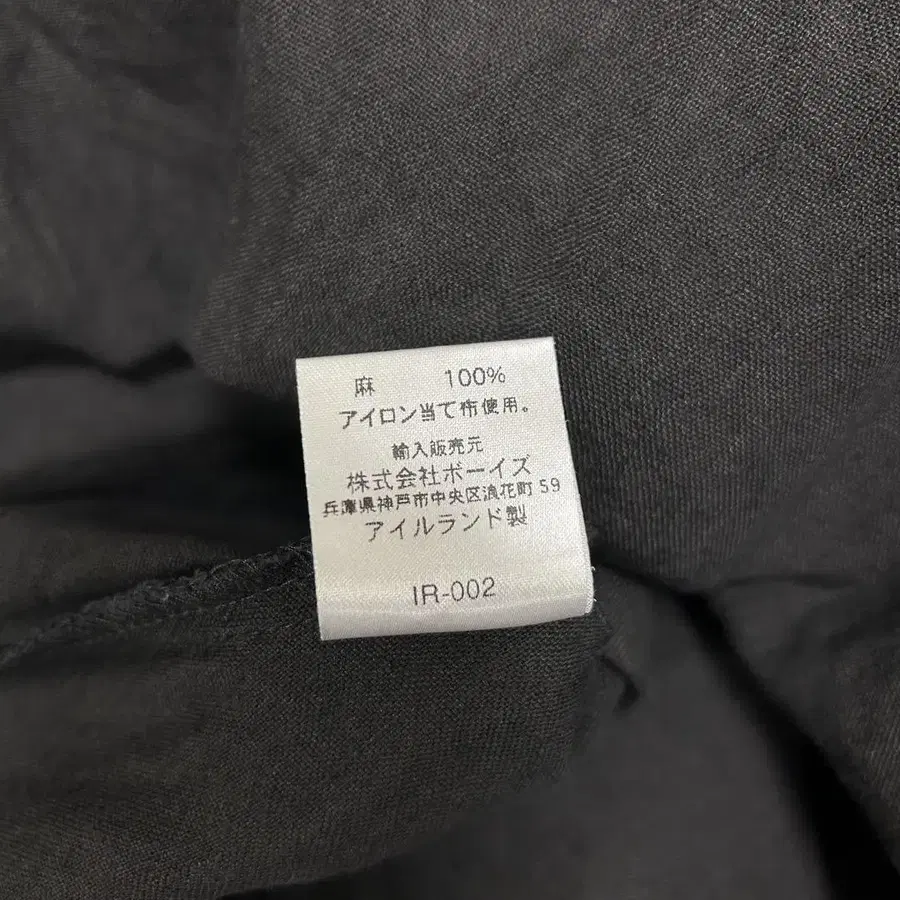 麻 100%
アイロン当て布使用。
輸入販売元
株式会社ボーイズ
兵庫県神戸市中央区浪花町59
アイルランド製
IR-002